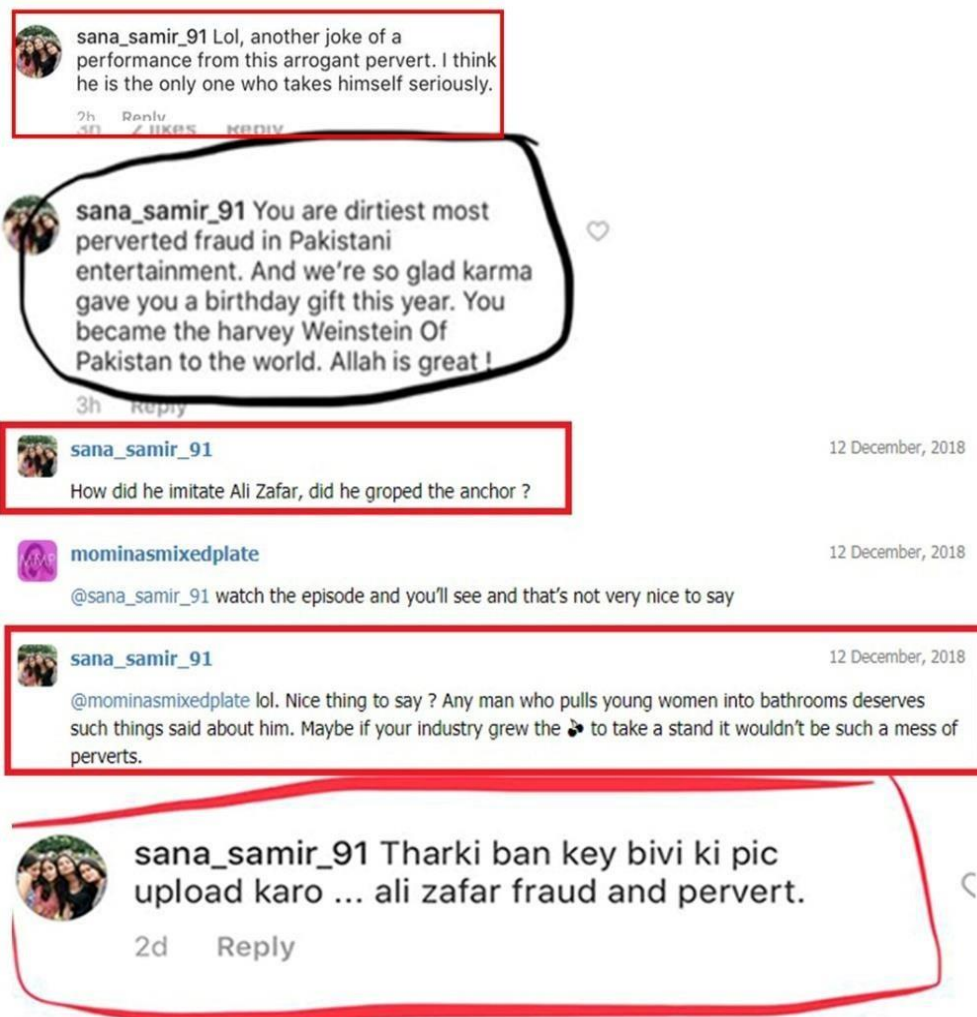 sana_samir_91 Lol, another joke of a
performance from this arrogant pervert. I think
he is the only one who takes himself seriously.
2h Reply
3h 2 likes Reply
sana_samir_91 You are dirtiest most
perverted fraud in Pakistani
entertainment. And we're so glad karma
gave you a birthday gift this year. You
became the harvey Weinstein Of
Pakistan to the world. Allah is great !
3h Reply
sana_samir_91 12 December, 2018
How did he imitate Ali Zafar, did he groped the anchor ?
mominasmixedplate 12 December, 2018
@sana_samir_91 watch the episode and you'll see and that's not very nice to say
sana_samir_91 12 December, 2018
@mominasmixedplate lol. Nice thing to say ? Any man who pulls young women into bathrooms deserves
such things said about him. Maybe if your industry grew the to take a stand it wouldn't be such a mess of
perverts.
sana_samir_91 Tharki ban key bivi ki pic
upload karo ... ali zafar fraud and pervert.
2d Reply